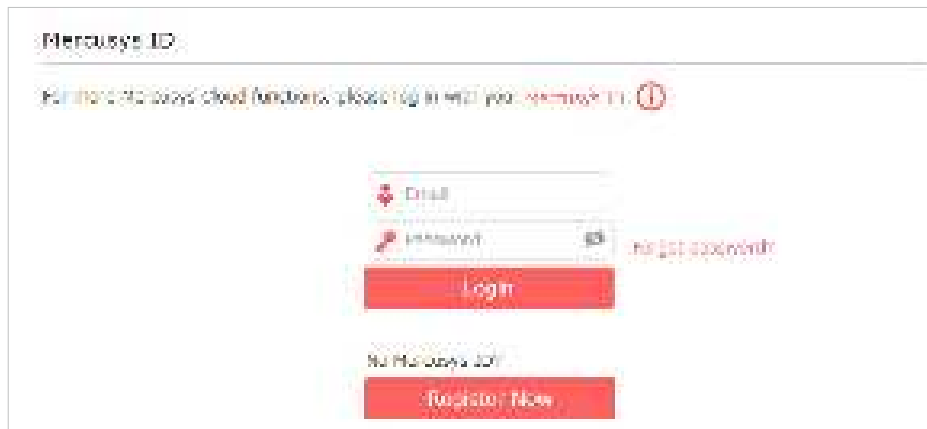 Mercusys ID
For more Mercusys cloud functions, please log in with your Mercusys ID.
Email
Password
Forgot password?
Login
No Mercusys ID?
Register Now